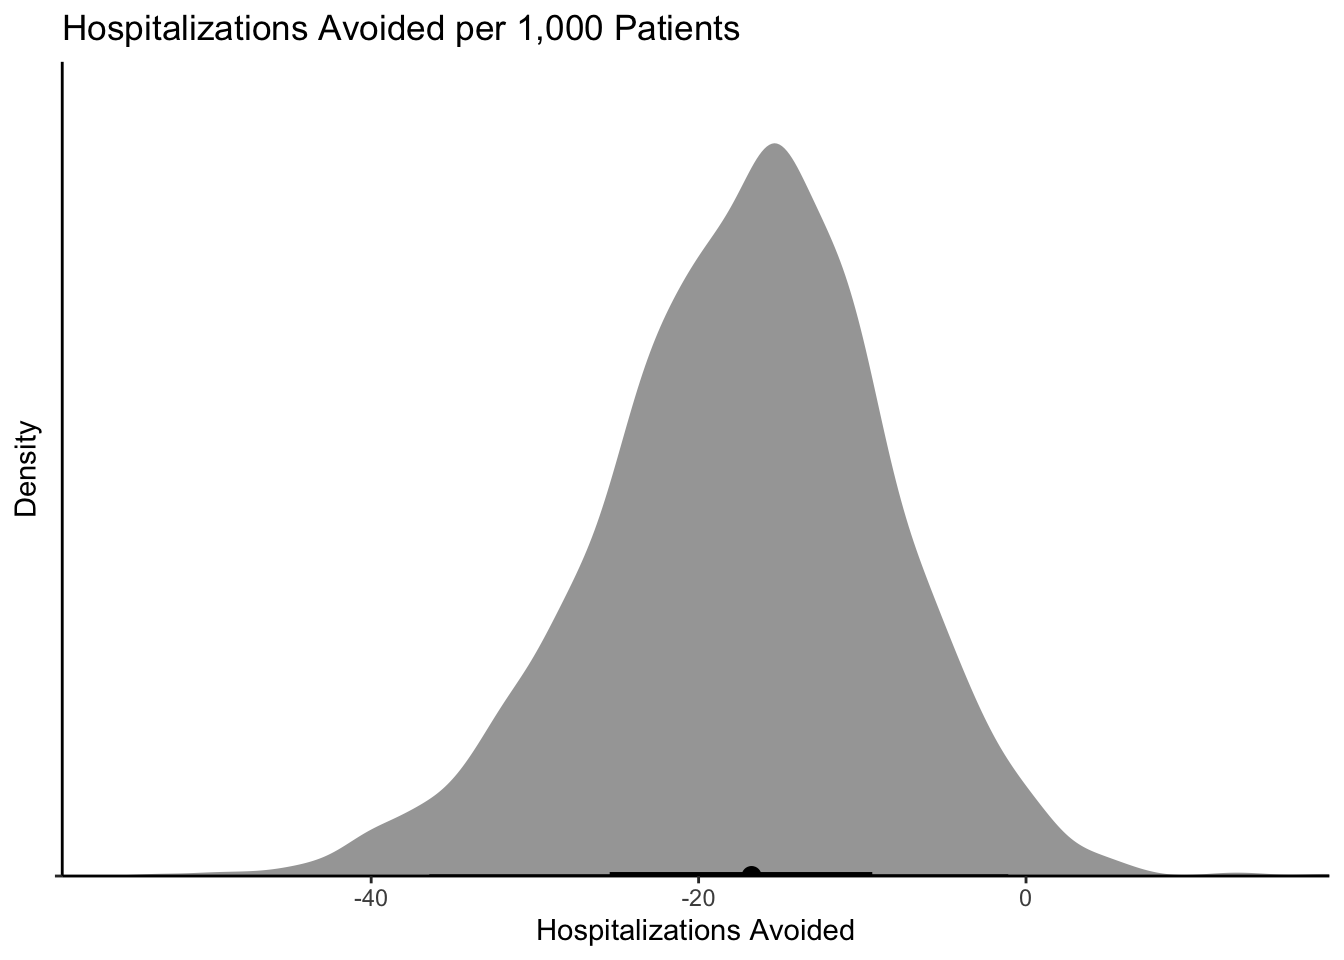 Hospitalizations Avoided per 1,000 Patients
Density
-40
-20
0
Hospitalizations Avoided